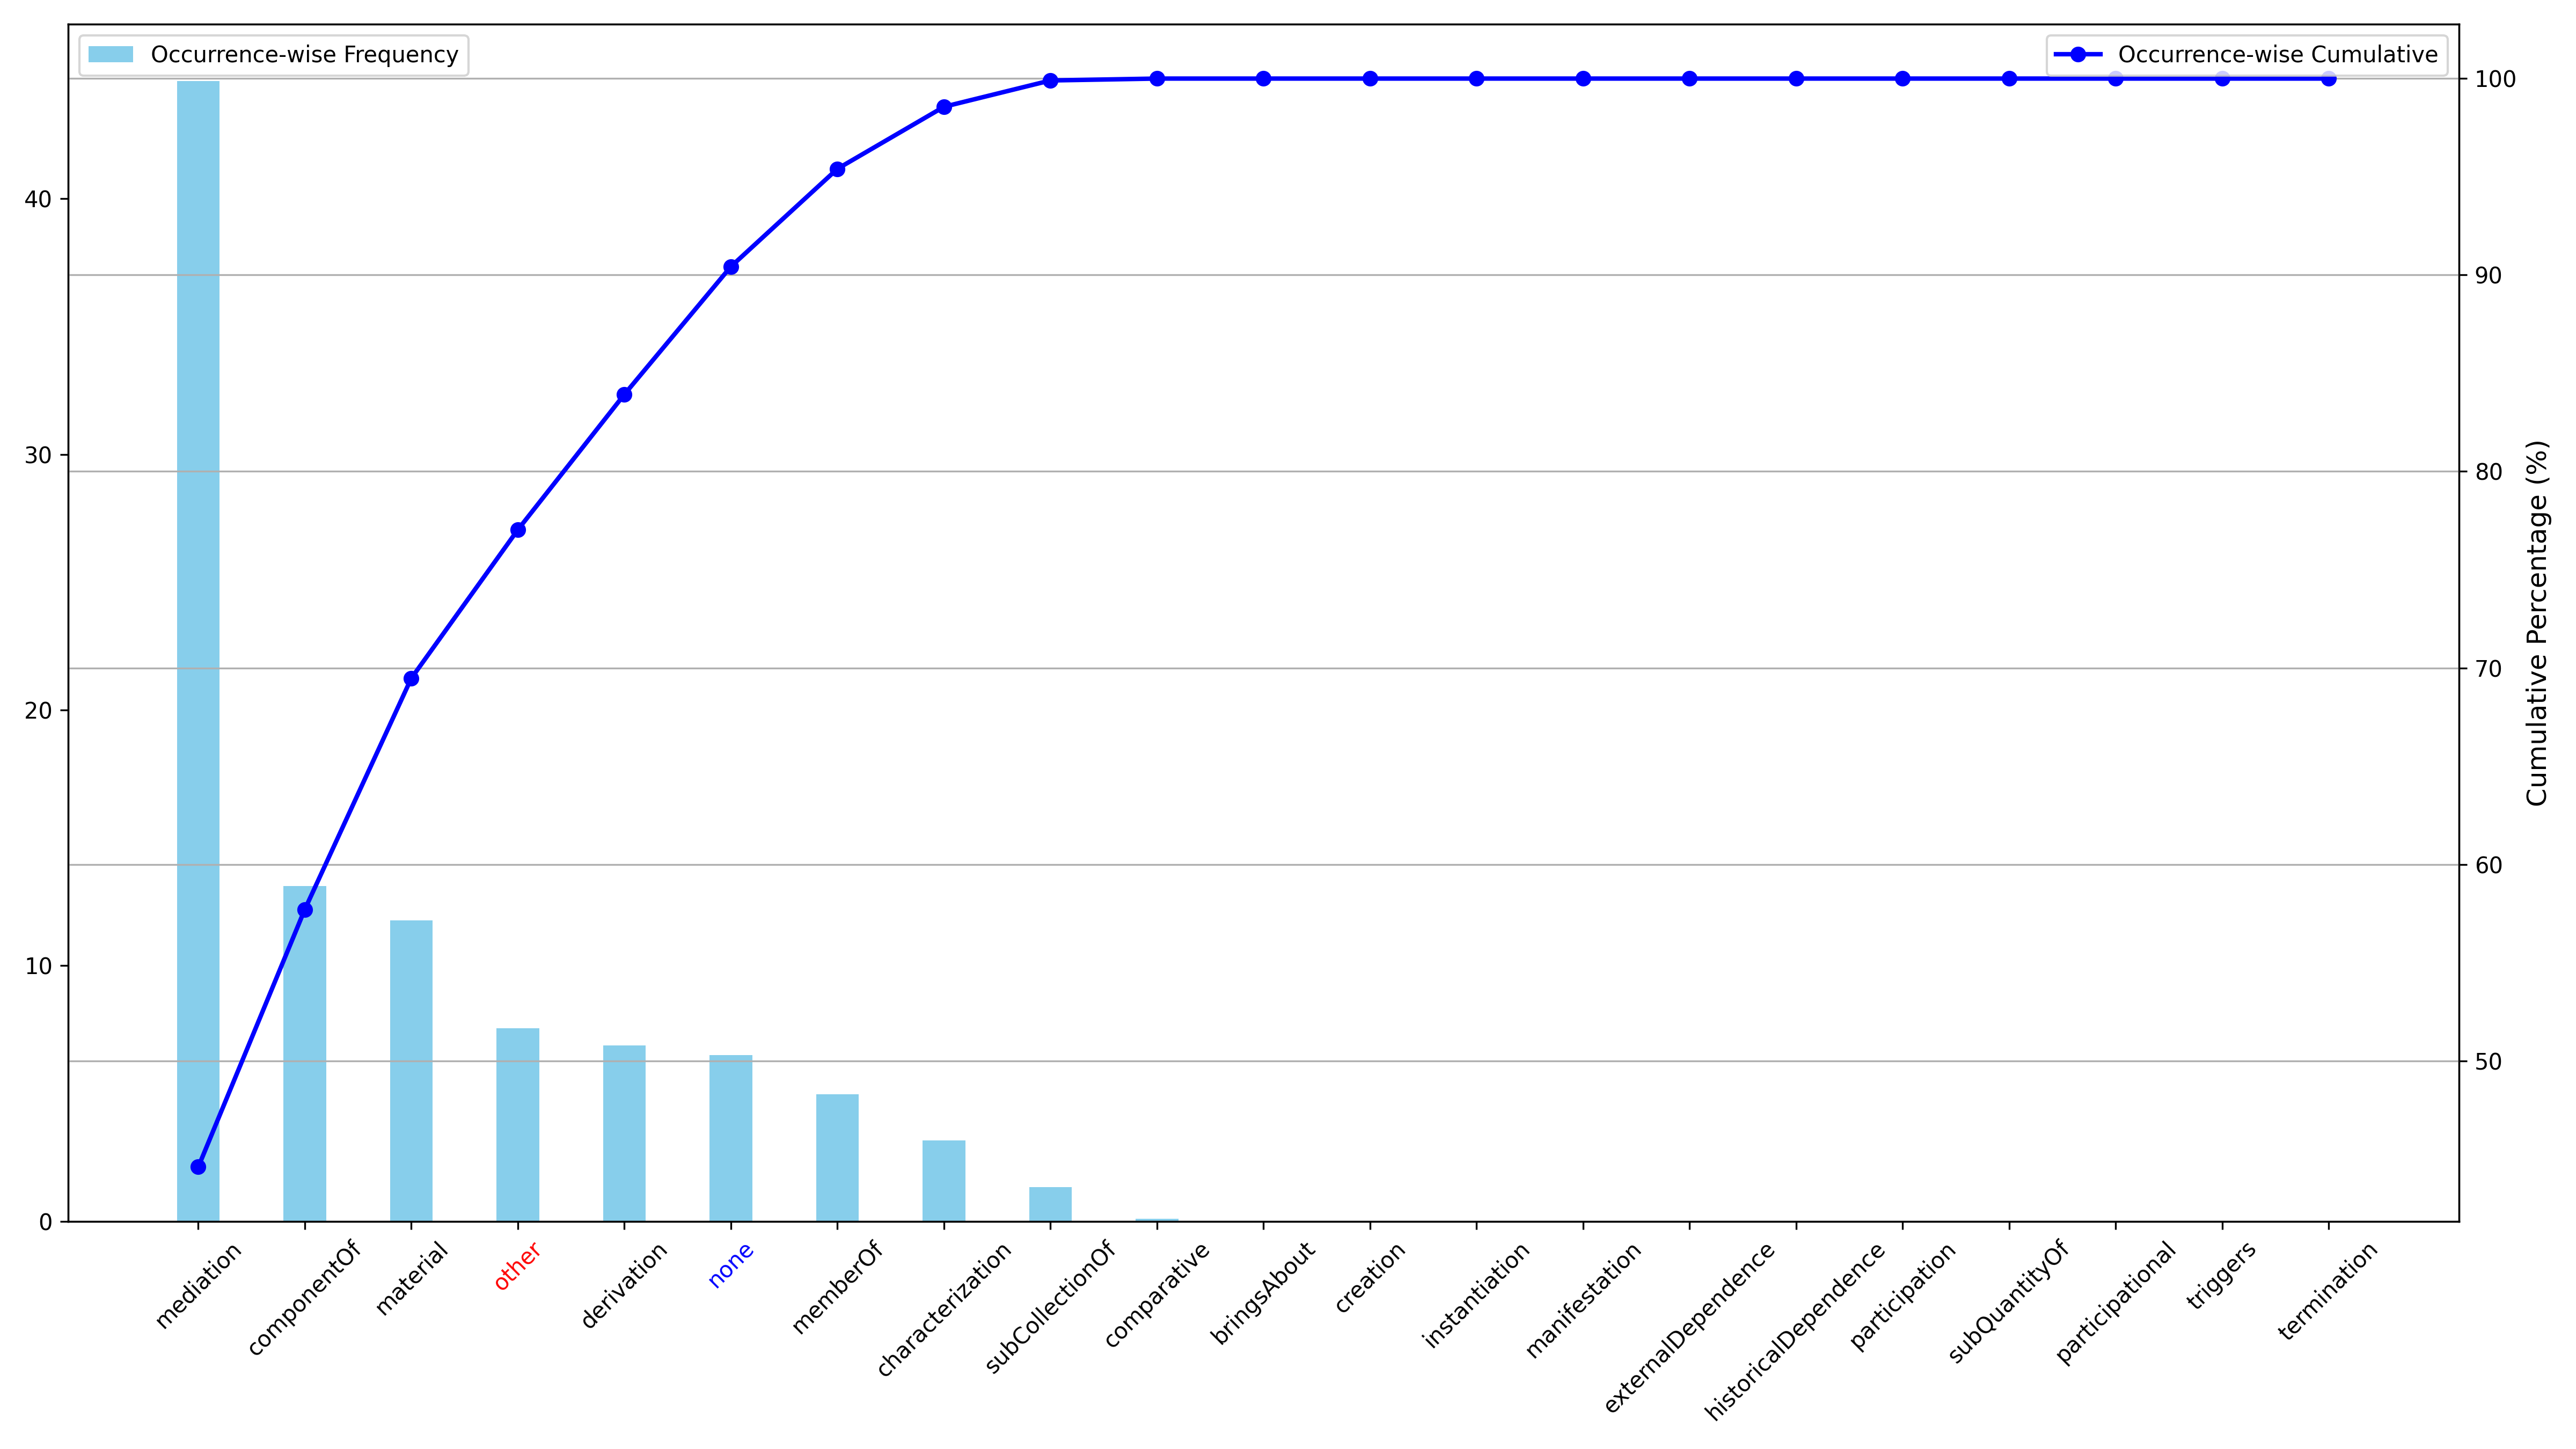 Occurrence-wise Frequency
Occurrence-wise Cumulative
40
30
20
10
0
100
90
80
70
60
50
Cumulative Percentage (%)
mediation
componentOf
material
other
derivation
none
memberOf
characterization
subCollectionOf
comparative
bringsAbout
creation
instantiation
manifestation
externalDependence
historicalDependence
participation
subQuantityOf
participational
triggers
termination